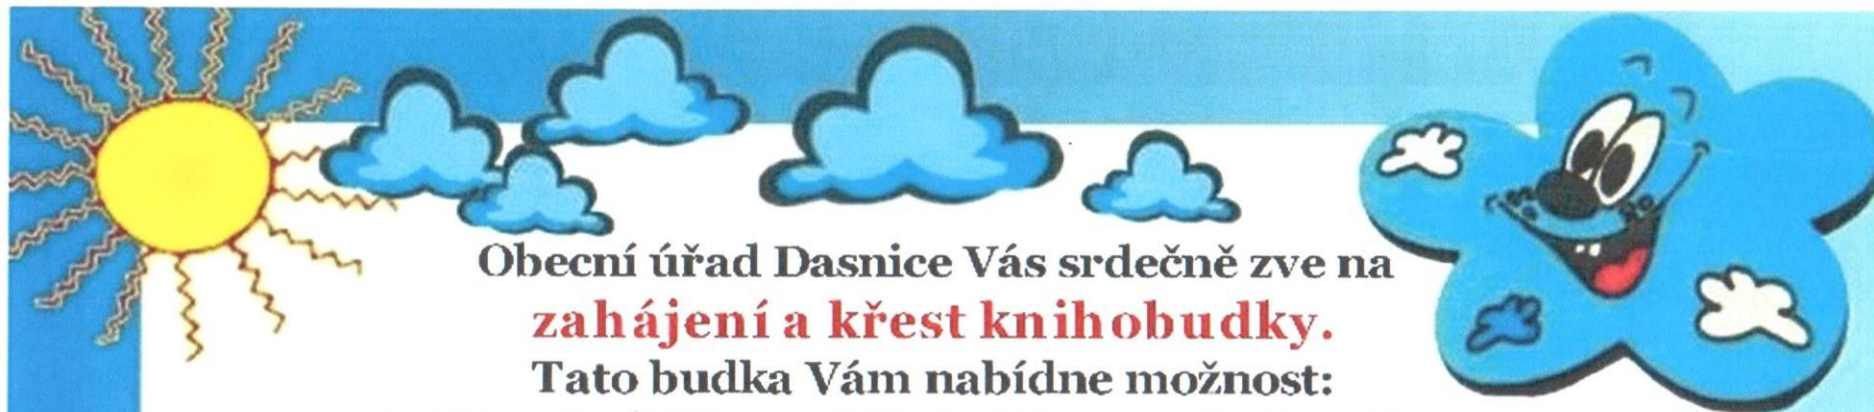 Obecní úřad Dasnice Vás srdečně zve na
zahájení a křest knihobudky.
Tato budka Vám nabídne možnost: